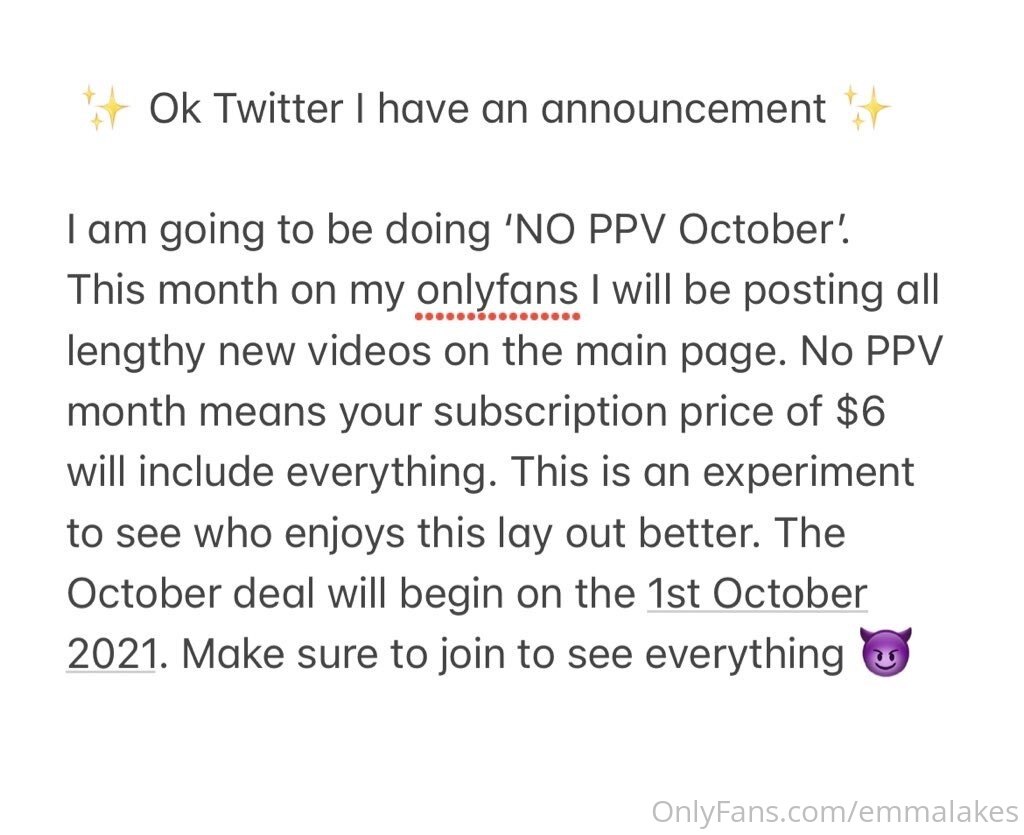 ✨ Ok Twitter I have an announcement ✨
I am going to be doing ‘NO PPV October’.
This month on my onlyfans I will be posting all
lengthy new videos on the main page. No PPV
month means your subscription price of $6
will include everything. This is an experiment
to see who enjoys this lay out better. The
October deal will begin on the 1st October
2021. Make sure to join to see everything 😈
OnlyFans.com/emmalakes